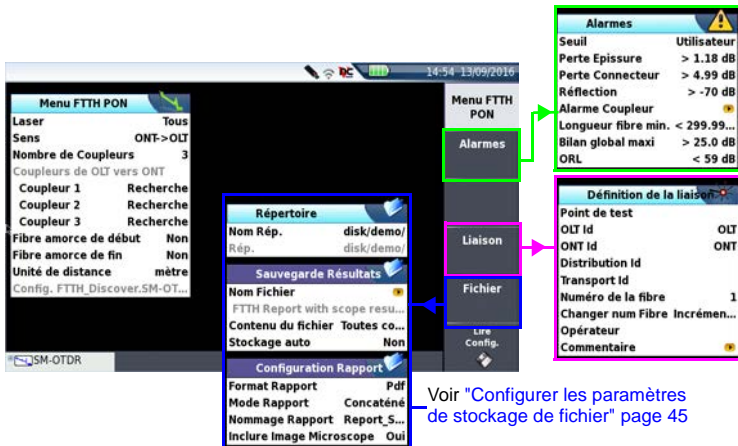 14:54 13/09/2016
Menu FTTH PON
Laser Tous
Sens ONT->OLT
Nombre de Coupleurs 3
Coupleurs de OLT vers ONT
Coupleur 1 Recherche
Coupleur 2 Recherche
Coupleur 3 Recherche
Fibre amorce de début Non
Fibre amorce de fin Non
Unité de distance mètre
Config. FTTH_Discover.SM-OT...
SM-OTDR
Répertoire
Nom Rép. disk/demo/
Rép. disk/demo/
Sauvegarde Résultats
Nom Fichier
FTTH Report with scope resu...
Contenu du fichier Toutes co...
Stockage auto Non
Configuration Rapport
Format Rapport Pdf
Mode Rapport Concaténé
Nommage Rapport Report_S...
Inclure Image Microscope Oui
Menu FTTH
PON
Alarmes
Liaison
Fichier
Lire
Config.
Alarmes
Seuil Utilisateur
Perte Epissure > 1.18 dB
Perte Connecteur > 4.99 dB
Réflection > -70 dB
Alarme Coupleur
Longueur fibre min. < 299.99...
Bilan global maxi > 25.0 dB
ORL < 59 dB
Définition de la liaison
Point de test
OLT Id OLT
ONT Id ONT
Distribution Id
Transport Id
Numéro de la fibre 1
Changer num Fibre Incrémen...
Opérateur
Commentaire
Voir "Configurer les paramètres
de stockage de fichier" page 45